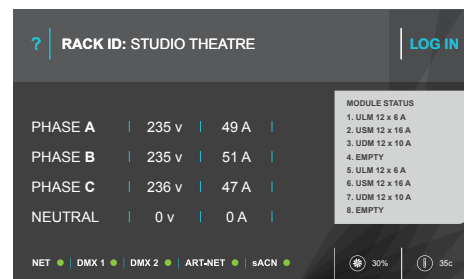 ? RACK ID: STUDIO THEATRE
LOG IN
PHASE A 235 v 49 A
PHASE B 235 v 51 A
PHASE C 236 v 47 A
NEUTRAL 0 v 0 A
MODULE STATUS
1. ULM 12 x 6 A
2. USM 12 x 16 A
3. UDM 12 x 10 A
4. EMPTY
5. ULM 12 x 6 A
6. USM 12 x 16 A
7. UDM 12 x 10 A
8. EMPTY
NET DMX 1 DMX 2 ART-NET sACN 30% 35c